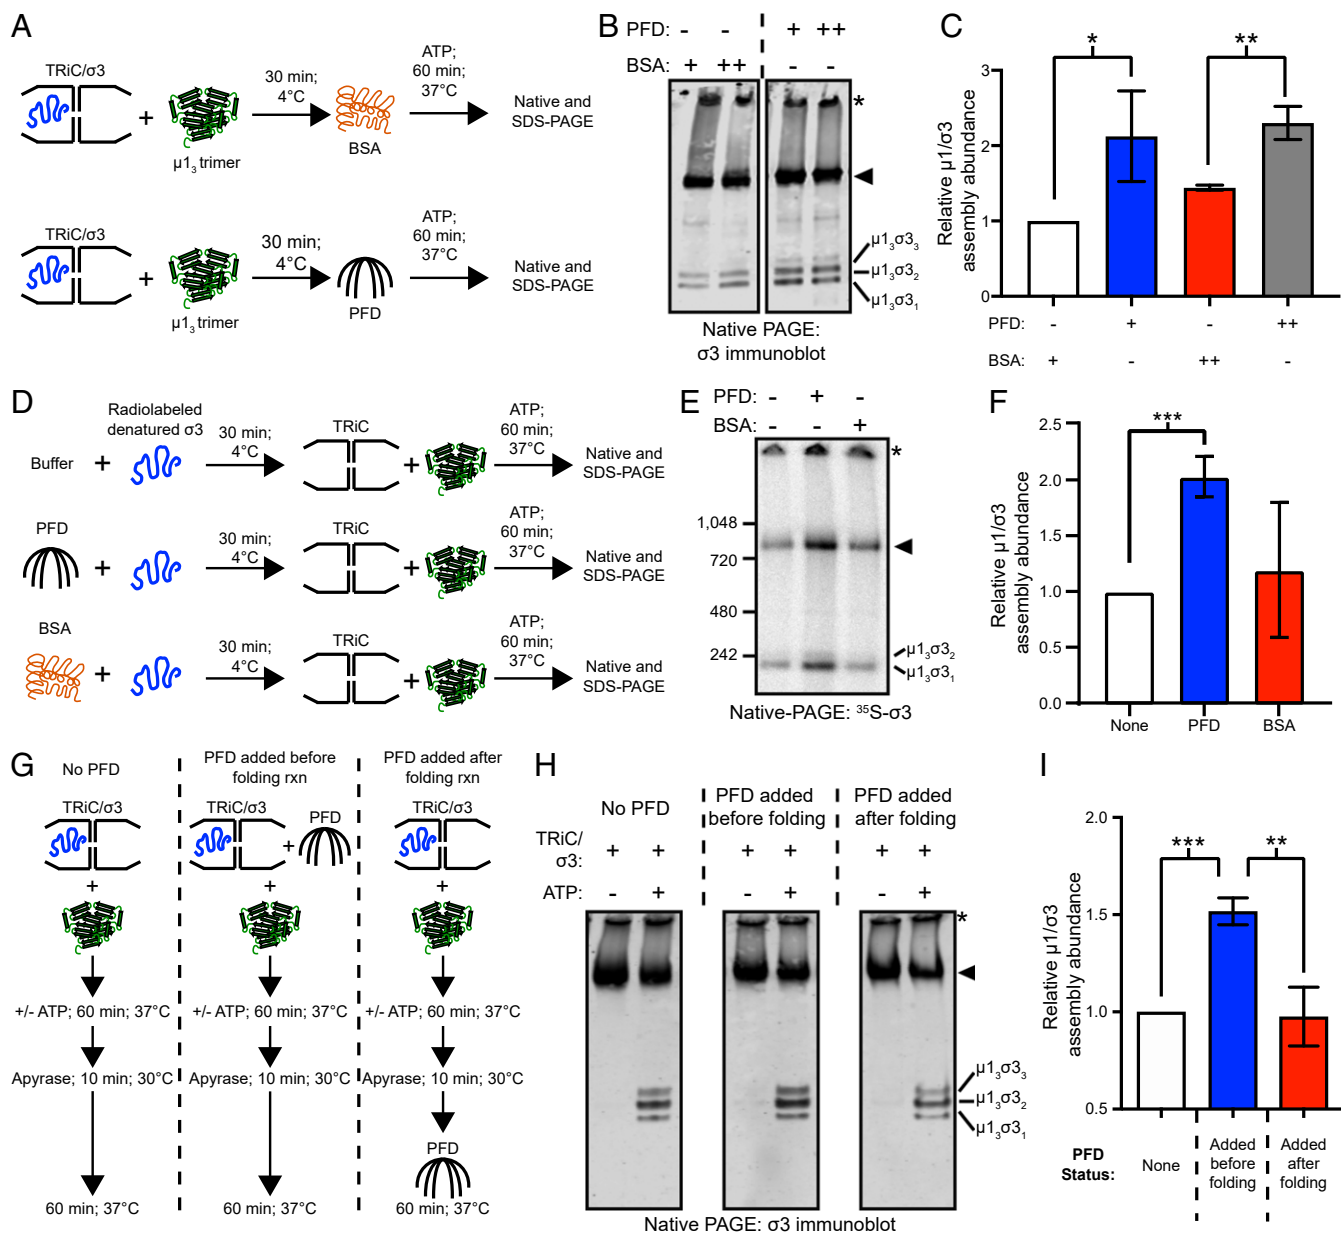 A
TRiC/σ3
30 min;
4°C
ATP;
60 min;
37°C
+
BSA
Native and
SDS-PAGE
μ1₃ trimer
TRiC/σ3
30 min;
4°C
ATP;
60 min;
37°C
+
PFD
Native and
SDS-PAGE
μ1₃ trimer
B
PFD: - - + ++
BSA: + ++ - -
*
μ1₃σ3₃
μ1₃σ3₂
μ1₃σ3₁
Native PAGE:
σ3 immunoblot
C
Relative μ1/σ3
assembly abundance
* **
3
2
1
0
PFD: - + - ++
BSA: + - ++ -
D
Radiolabeled
denatured σ3
Buffer
+
30 min;
4°C
TRiC
+
ATP;
60 min;
37°C
Native and
SDS-PAGE
PFD
+
30 min;
4°C
TRiC
+
ATP;
60 min;
37°C
Native and
SDS-PAGE
BSA
+
30 min;
4°C
TRiC
+
ATP;
60 min;
37°C
Native and
SDS-PAGE
E
PFD: - + -
BSA: - - +
*
1,048
720
480
242
μ1₃σ3₂
μ1₃σ3₁
Native-PAGE: ³⁵S-σ3
F
Relative μ1/σ3
assembly abundance
***
2.5
2.0
1.5
1.0
0.5
0.0
None PFD BSA
G
No PFD
TRiC/σ3
+
+/- ATP; 60 min; 37°C
Apyrase; 10 min; 30°C
60 min; 37°C
PFD added before
folding rxn
TRiC/σ3
PFD
+
+
+/- ATP; 60 min; 37°C
Apyrase; 10 min; 30°C
60 min; 37°C
PFD added after
folding rxn
TRiC/σ3
+
+/- ATP; 60 min; 37°C
Apyrase; 10 min; 30°C
PFD
60 min; 37°C
H
No PFD
PFD added
before folding
PFD added
after folding
TRiC/
σ3: + + + + + +
ATP: - + - + - +
*
μ1₃σ3₃
μ1₃σ3₂
μ1₃σ3₁
Native PAGE: σ3 immunoblot
I
Relative μ1/σ3
assembly abundance
*** **
2.0
1.5
1.0
0.5
PFD
Status:
None
Added
before
folding
Added
after
folding